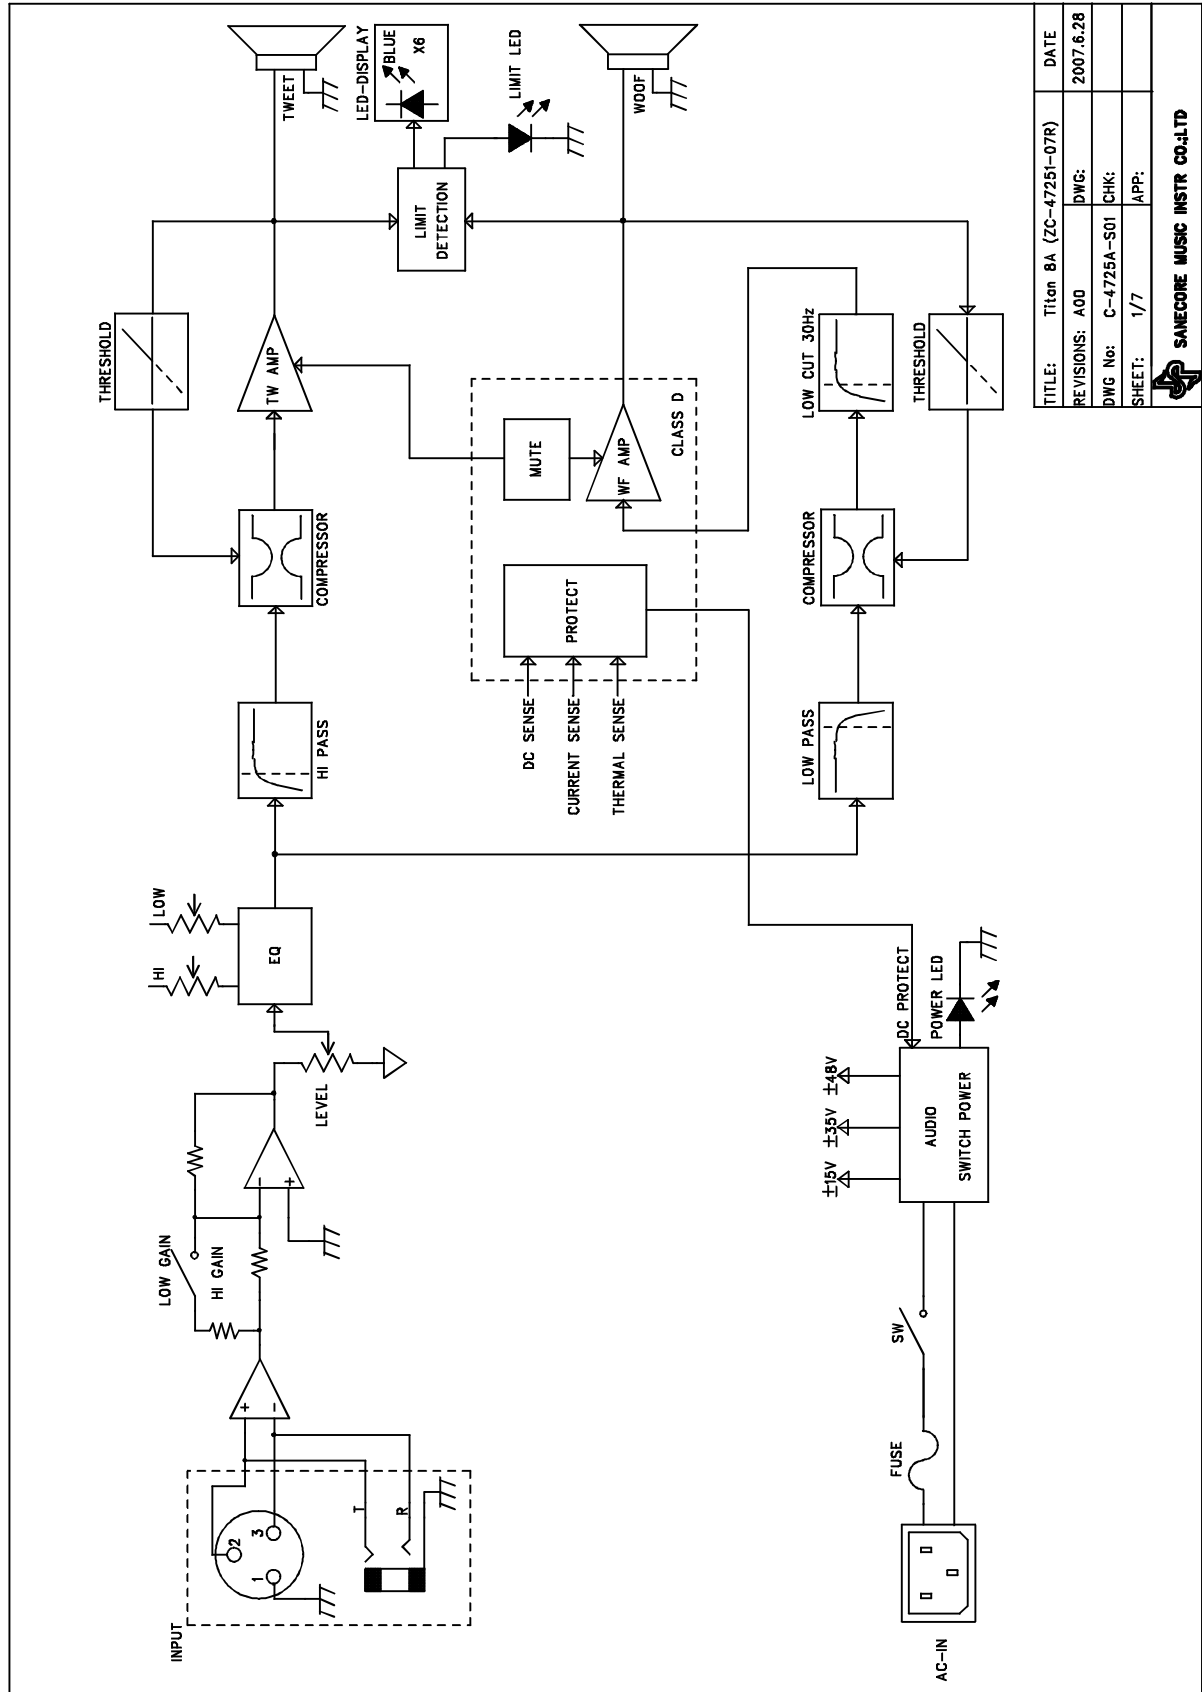 INPUT
1
2
3
T
R
+
−
LOW GAIN
HI GAIN
−
+
LEVEL
HI
LOW
EQ
HI PASS
COMPRESSOR
THRESHOLD
TW AMP
TWEET
LED-DISPLAY
BLUE
X6
LIMIT
DETECTION
LIMIT LED
DC SENSE
CURRENT SENSE
THERMAL SENSE
PROTECT
MUTE
WF AMP
CLASS D
WOOF
LOW PASS
COMPRESSOR
LOW CUT 30Hz
THRESHOLD
AC-IN
FUSE
SW
±15V
±35V
±48V
AUDIO
SWITCH POWER
DC PROTECT
POWER LED
TITLE: Titan 8A (ZC-47251-07R) DATE
REVISIONS: A00 DWG: 2007.6.28
DWG No: C-4725A-S01 CHK:
SHEET: 1/7 APP:
SANECORE MUSIC INSTR CO.;LTD